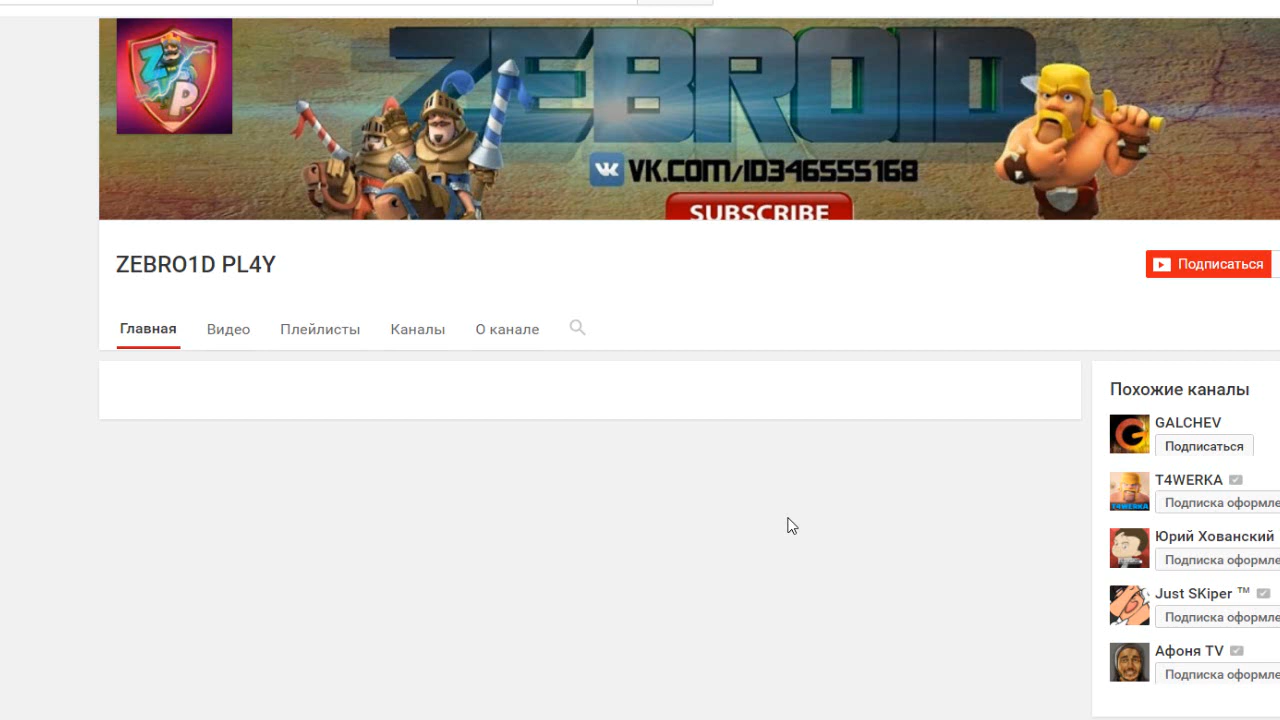 ZP
ZEBROID
VK.COM/ID346555168
SUBSCRIBE
ZEBRO1D PL4Y
Подписаться
Главная Видео Плейлисты Каналы О канале
Похожие каналы
GALCHEV
Подписаться
T4WERKA
Подписка оформле
Юрий Хованский
Подписка оформле
Just SKiper ™
Подписка оформле
Афоня TV
Подписка оформле